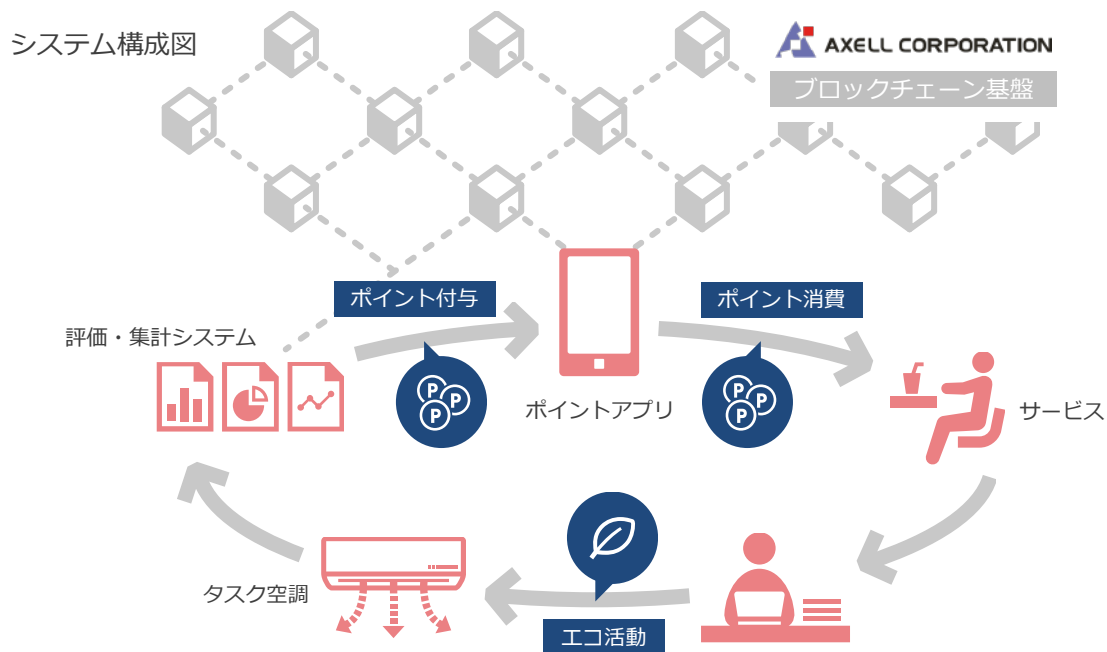 システム構成図
AXELL CORPORATION
ブロックチェーン基盤
ポイント付与
ポイント消費
評価・集計システム
P
P
P
P
P
P
ポイントアプリ
サービス
タスク空調
エコ活動